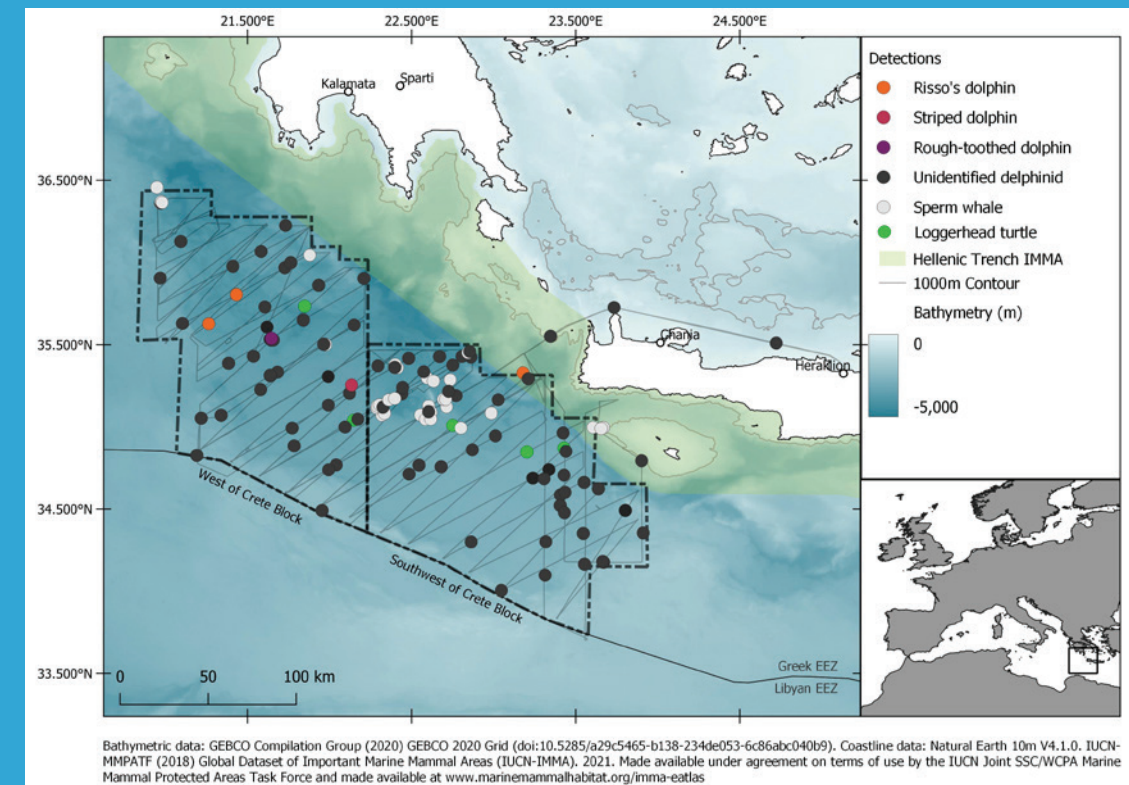 21.500°E 22.500°E 23.500°E 24.500°E
36.500°N
35.500°N
34.500°N
33.500°N
Kalamata
Sparti
Chania
Heraklion
West of Crete Block
Southwest of Crete Block
Greek EEZ
Libyan EEZ
0 50 100 km
Detections
Risso's dolphin
Striped dolphin
Rough-toothed dolphin
Unidentified delphinid
Sperm whale
Loggerhead turtle
Hellenic Trench IMMA
1000m Contour
Bathymetry (m)
0
-5,000
Bathymetric data: GEBCO Compilation Group (2020) GEBCO 2020 Grid (doi:10.5285/a29c5465-b138-234de053-6c86abc040b9). Coastline data: Natural Earth 10m V4.1.0. IUCN-
MMPATF (2018) Global Dataset of Important Marine Mammal Areas (IUCN-IMMA). 2021. Made available under agreement on terms of use by the IUCN Joint SSC/WCPA Marine
Mammal Protected Areas Task Force and made available at www.marinemammalhabitat.org/imma-eatlas